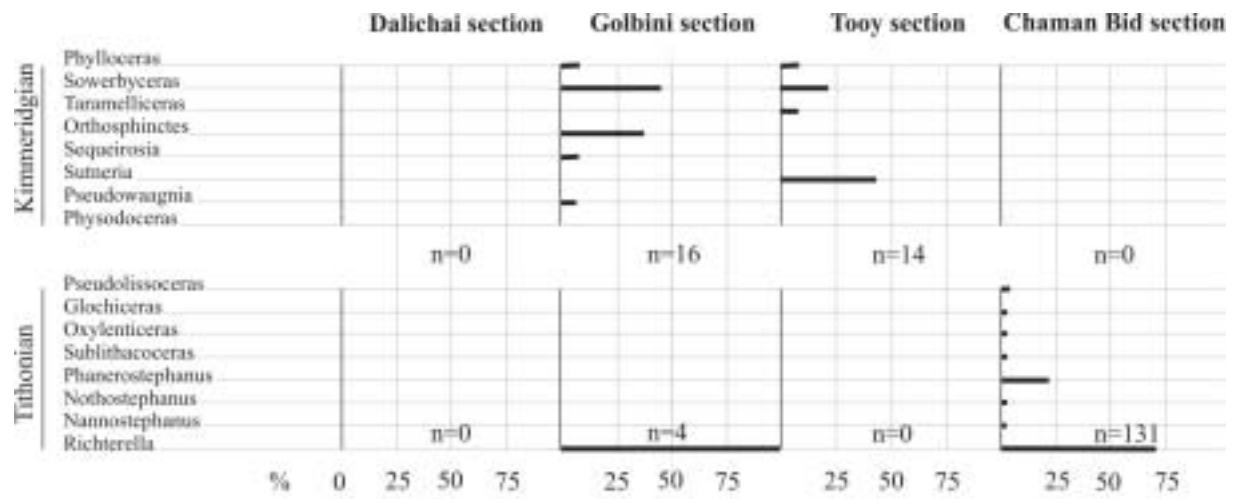 Dalichai section Golbini section Tooy section Chaman Bid section
Kimmeridgian
Phylloceras
Sowerbyceras
Taramelliceras
Orthosphinctes
Sequeirosia
Sutneria
Pseudowaagnia
Physodoceras
n=0 n=16 n=14 n=0
Tithonian
Pseudolissoceras
Glochiceras
Oxylenticeras
Sublithacoceras
Phanerostephanus
Nothostephanus
Nannostephanus
Richterella
n=0 n=4 n=0 n=131
% 0 25 50 75 25 50 75 25 50 75 25 50 75